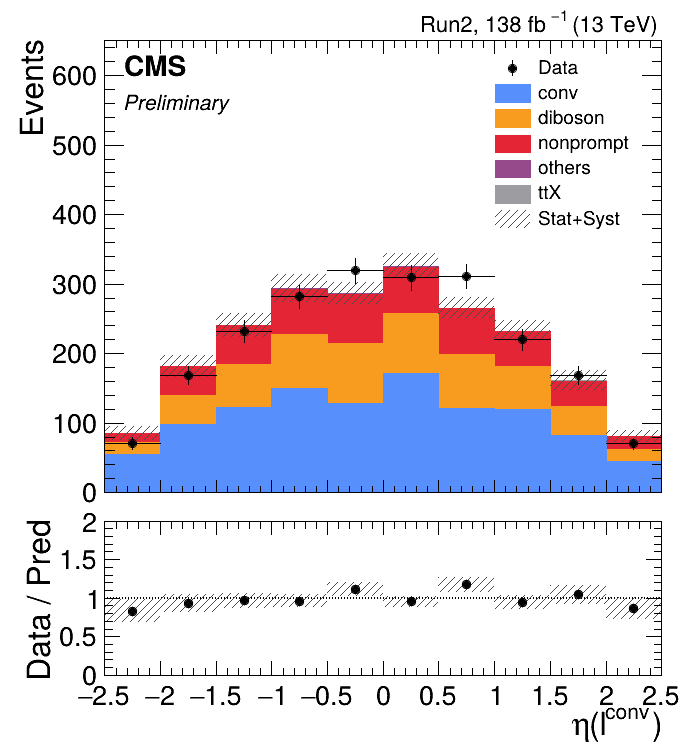 Run2, 138 fb⁻¹ (13 TeV)
Events
CMS
Preliminary
Data
conv
diboson
nonprompt
others
ttX
Stat+Syst
600
500
400
300
200
100
0
Data / Pred
2
1.5
1
0.5
0
−2.5 −2 −1.5 −1 −0.5 0 0.5 1 1.5 2 2.5
η(l^conv)